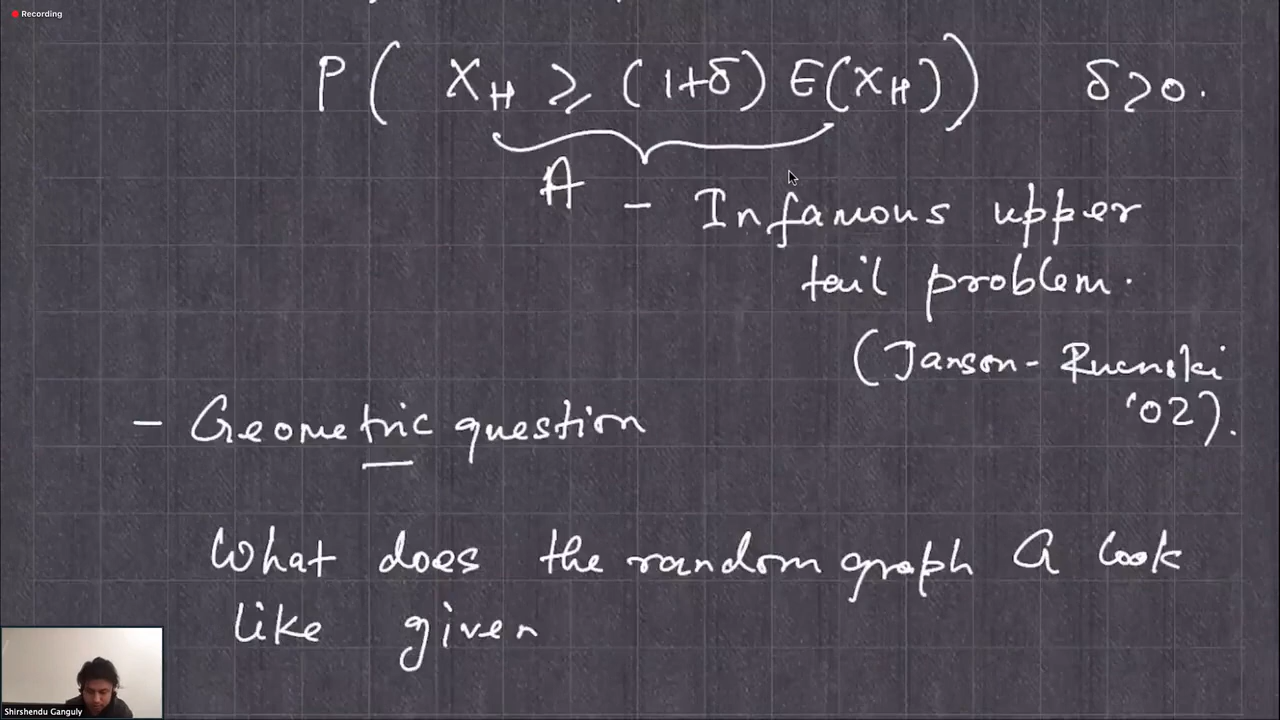 Recording
P( X_H ≥ (1+δ) E(X_H)) δ>0.
A - Infamous upper
tail problem.
(Janson-Rucnski
'02).
- Geometric question
What does the random graph G look
like given
Shirshendu Ganguly